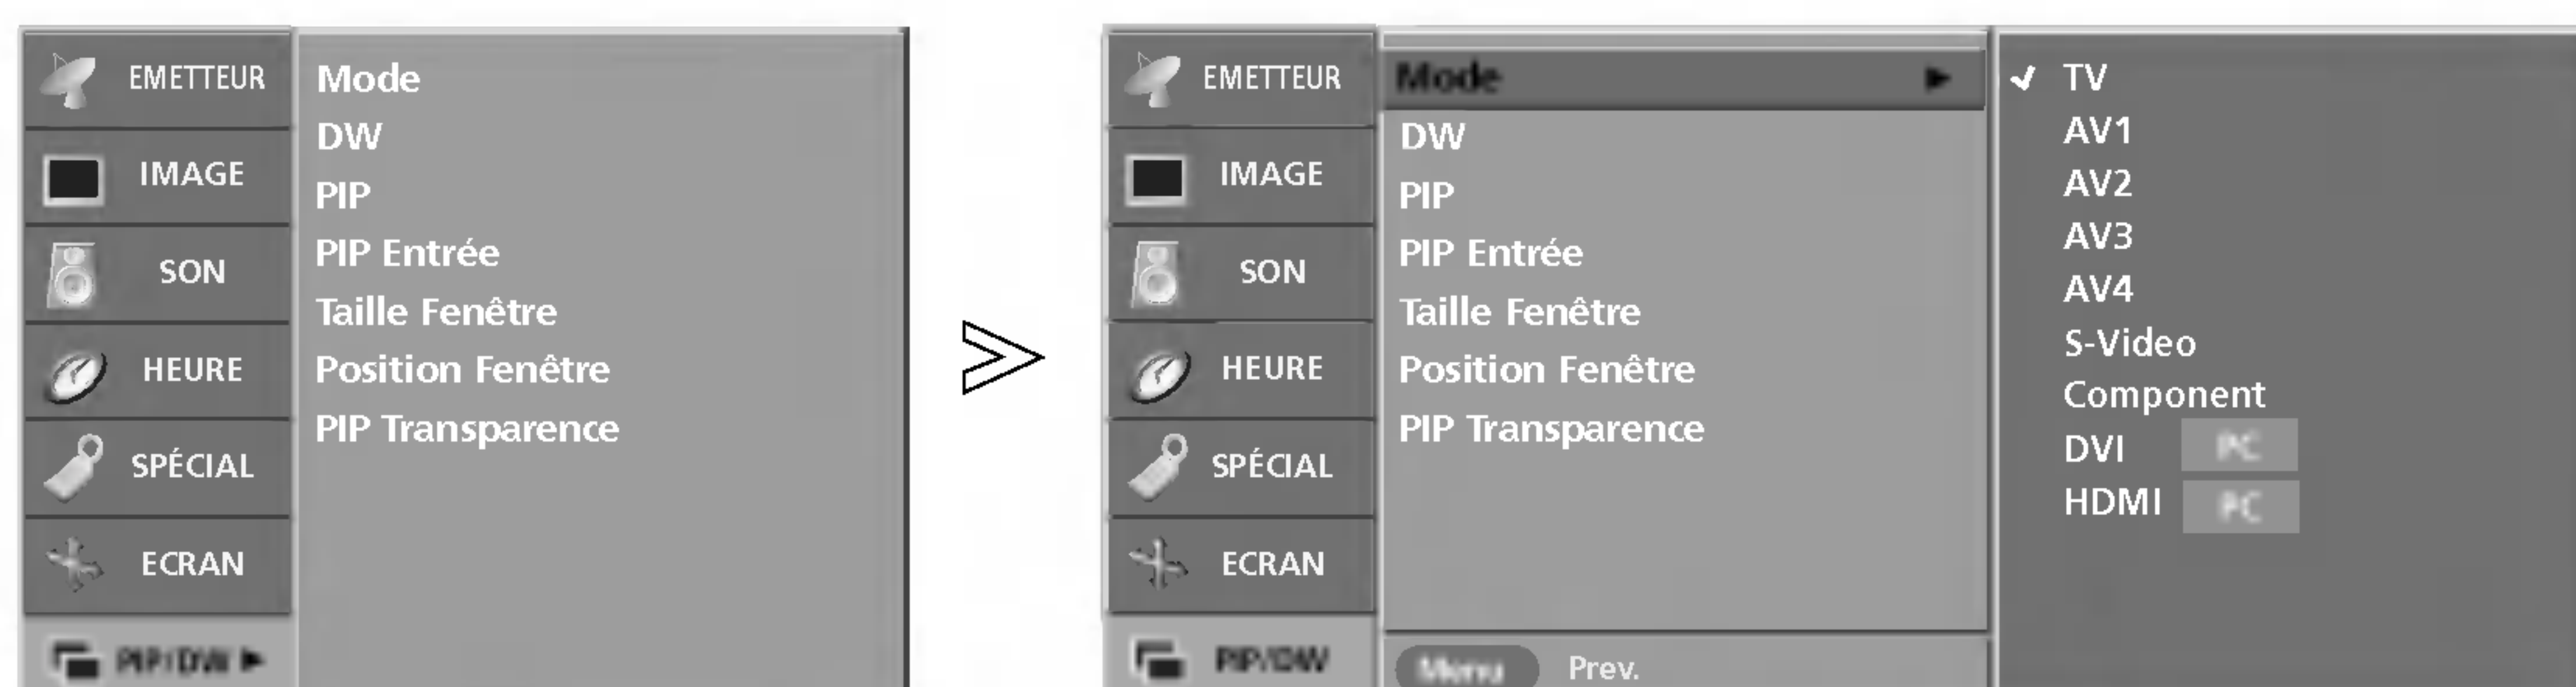 EMETTEUR
IMAGE
SON
HEURE
SPÉCIAL
ECRAN
PIP/DW
Mode
DW
PIP
PIP Entrée
Taille Fenêtre
Position Fenêtre
PIP Transparence
EMETTEUR
IMAGE
SON
HEURE
SPÉCIAL
ECRAN
PIP/DW
Mode
DW
PIP
PIP Entrée
Taille Fenêtre
Position Fenêtre
PIP Transparence
Menu Prev.
TV
AV1
AV2
AV3
AV4
S-Video
Component
DVI PC
HDMI PC